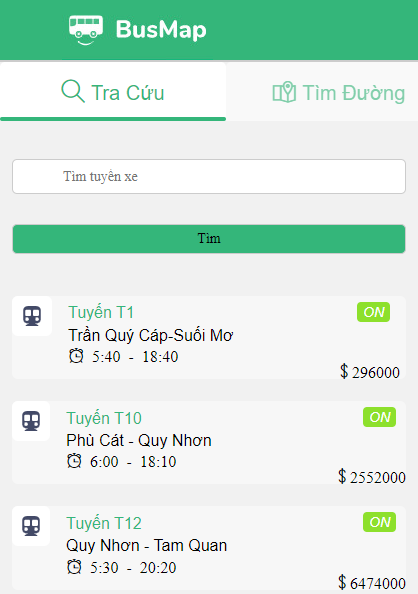 BusMap
Tra Cứu
Tìm Đường
Tìm tuyến xe
Tìm
Tuyến T1
ON
Trần Quý Cáp-Suối Mơ
5:40 - 18:40
$ 296000
Tuyến T10
ON
Phù Cát - Quy Nhơn
6:00 - 18:10
$ 2552000
Tuyến T12
ON
Quy Nhơn - Tam Quan
5:30 - 20:20
$ 6474000